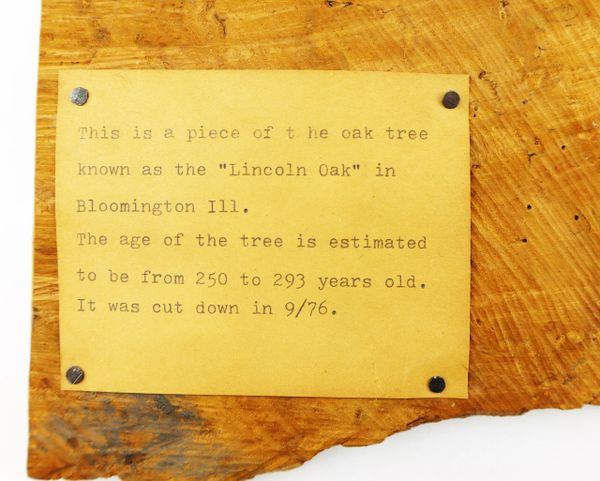 This is a piece of t he oak tree
known as the "Lincoln Oak" in
Bloomington Ill.
The age of the tree is estimated
to be from 250 to 293 years old.
It was cut down in 9/76.